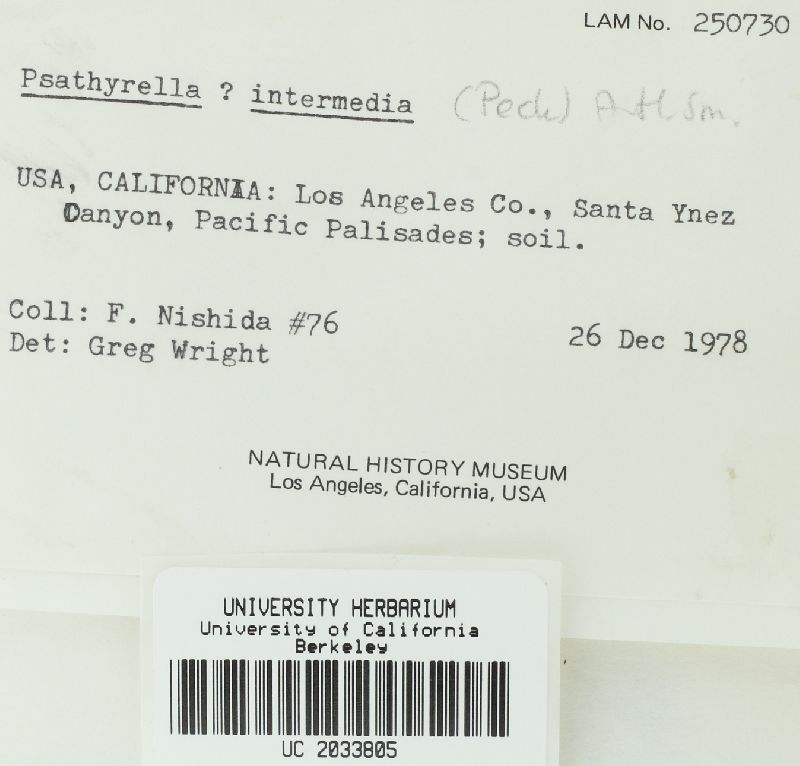 LAM No. 250730
Psathyrella ? intermedia (Peck) A.H. Sm.
USA, CALIFORNIA: Los Angeles Co., Santa Ynez
Canyon, Pacific Palisades; soil.
Coll: F. Nishida #76
26 Dec 1978
Det: Greg Wright
NATURAL HISTORY MUSEUM
Los Angeles, California, USA
UNIVERSITY HERBARIUM
University of California
Berkeley
UC 2033805